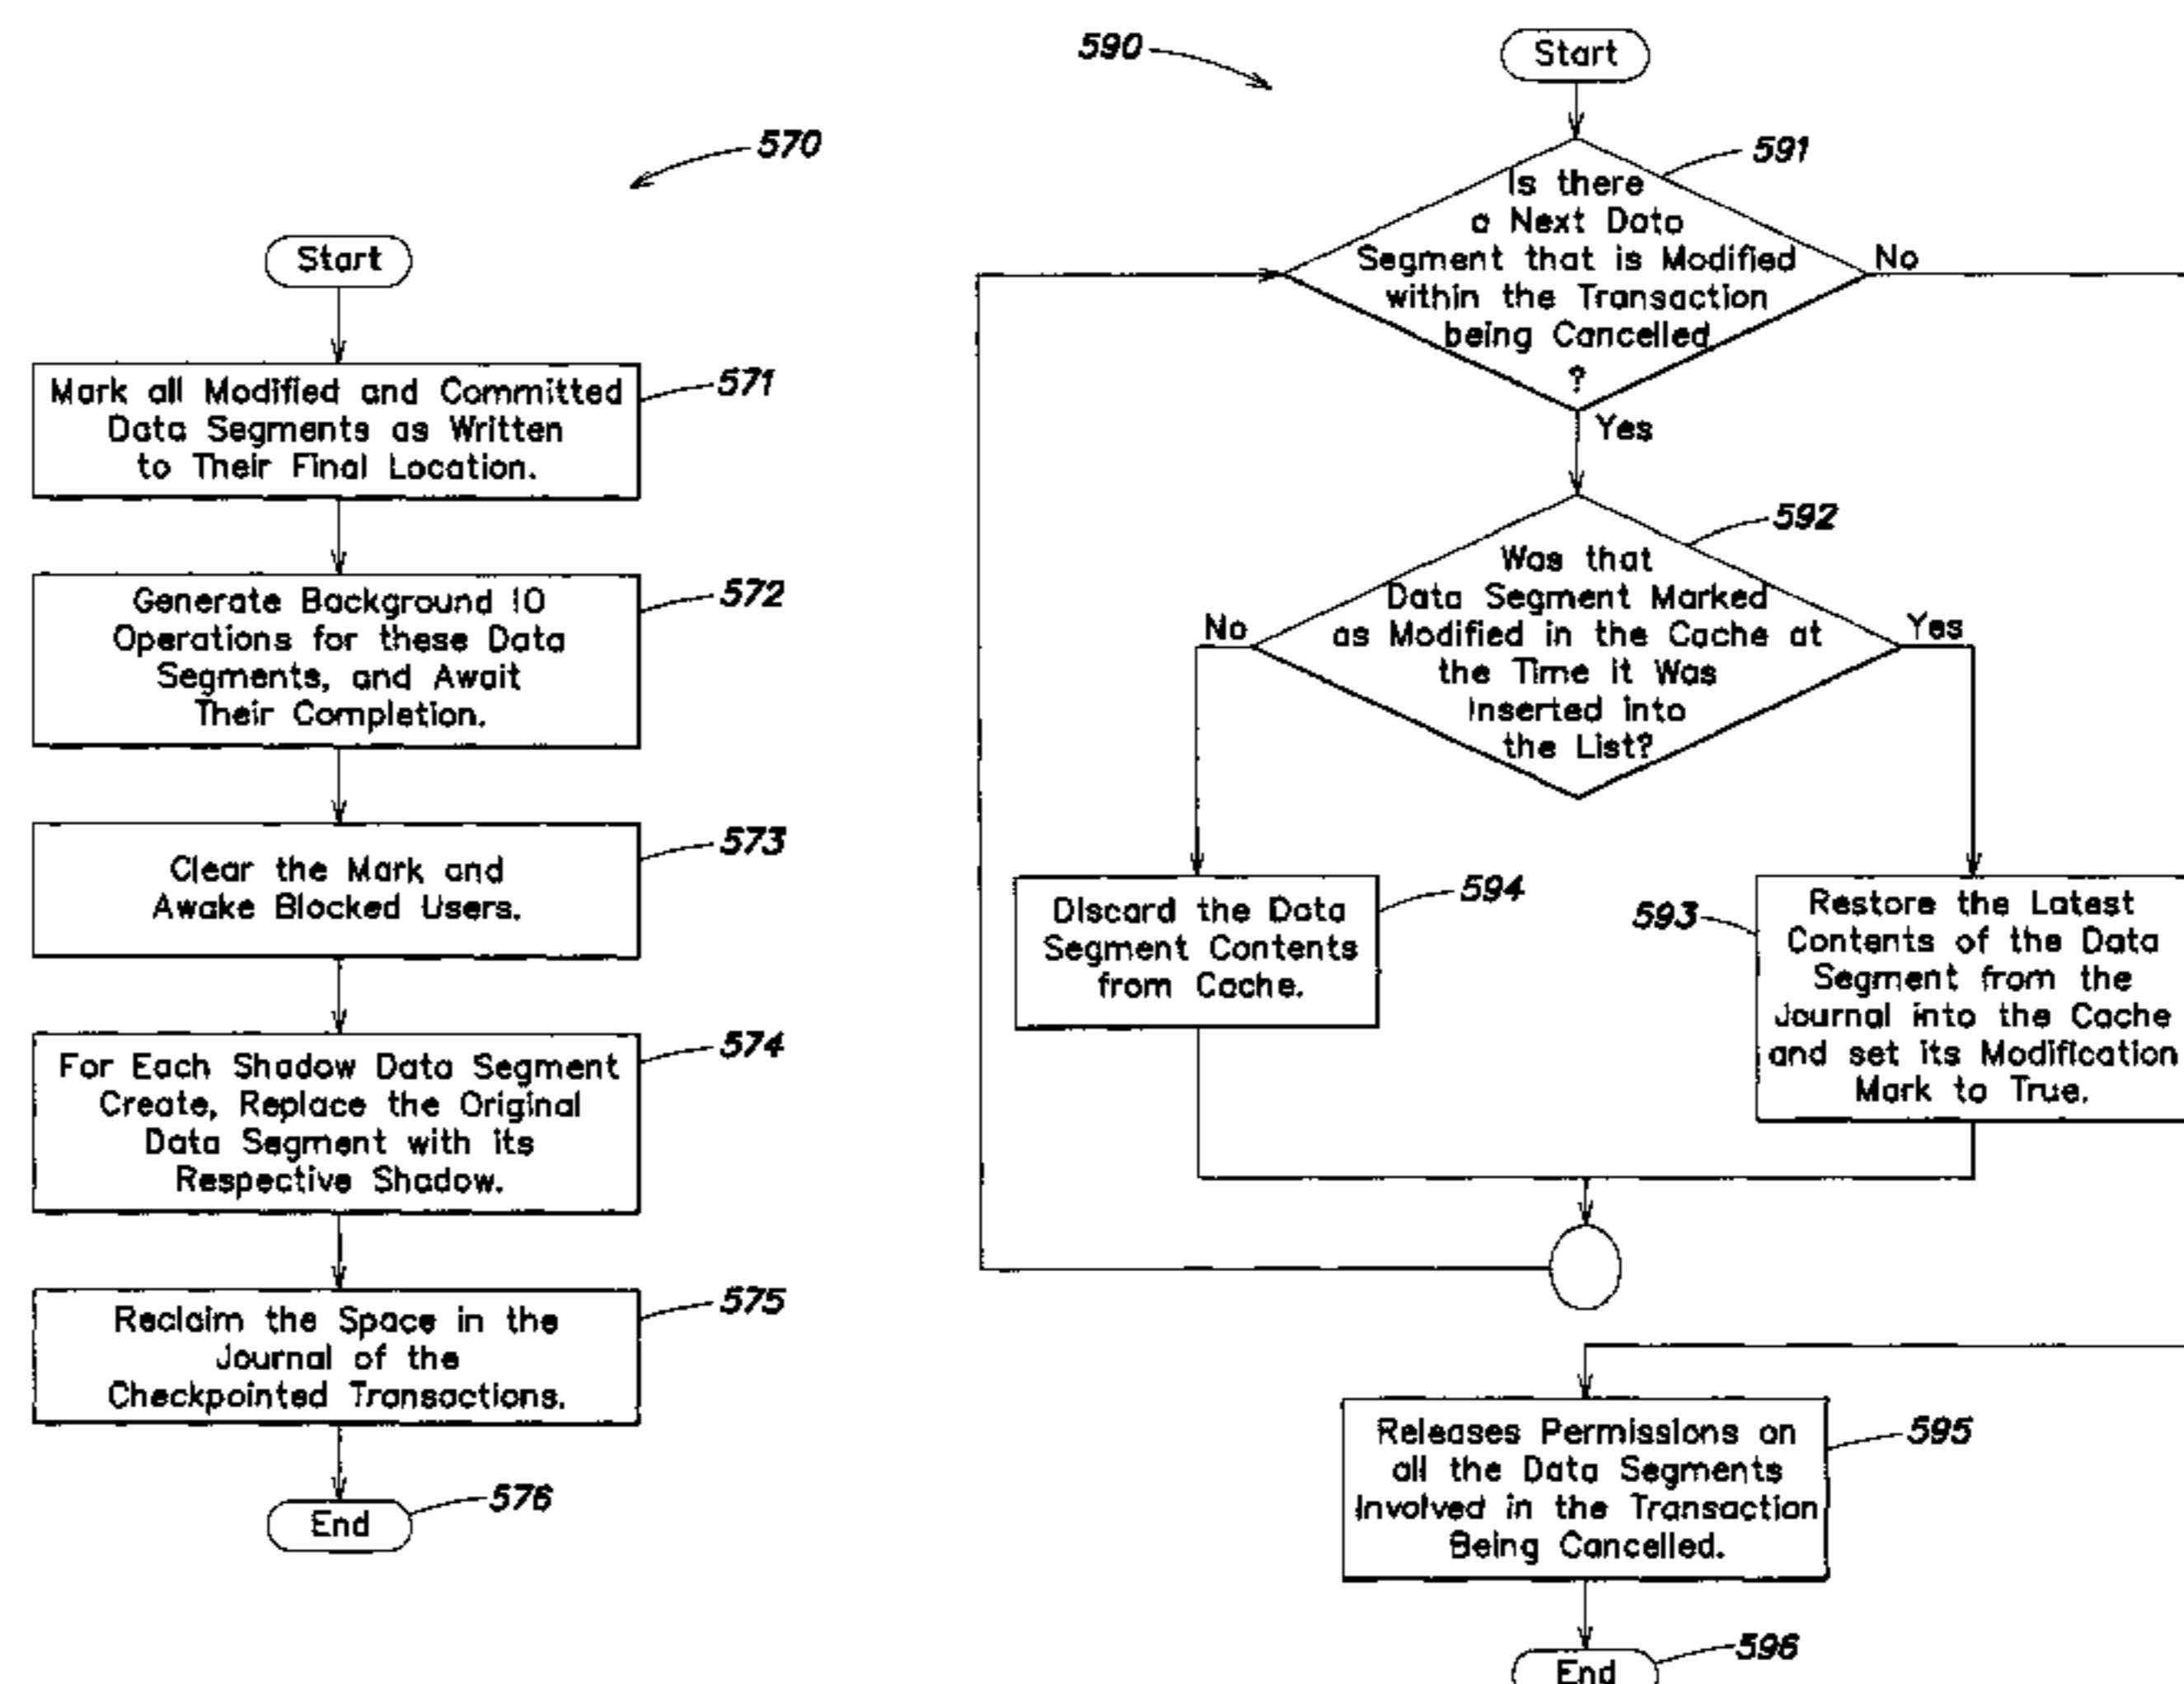 570
Start
Mark all Modified and Committed
Data Segments as Written
to Their Final Location.
571
Generate Background IO
Operations for these Data
Segments, and Await
Their Completion.
572
Clear the Mark and
Awake Blocked Users.
573
For Each Shadow Data Segment
Create, Replace the Original
Data Segment with its
Respective Shadow.
574
Reclaim the Space in the
Journal of the
Checkpointed Transactions.
575
End
576
590
Start
591
Is there
a Next Data
Segment that is Modified
within the Transaction
being Cancelled
?
No
Yes
592
Was that
Data Segment Marked
as Modified in the Cache at
the Time it Was
Inserted into
the List?
No
Yes
Discard the Data
Segment Contents
from Cache.
594
593
Restore the Latest
Contents of the Data
Segment from the
Journal into the Cache
and set its Modification
Mark to True.
Releases Permissions on
all the Data Segments
Involved in the Transaction
Being Cancelled.
595
End
596